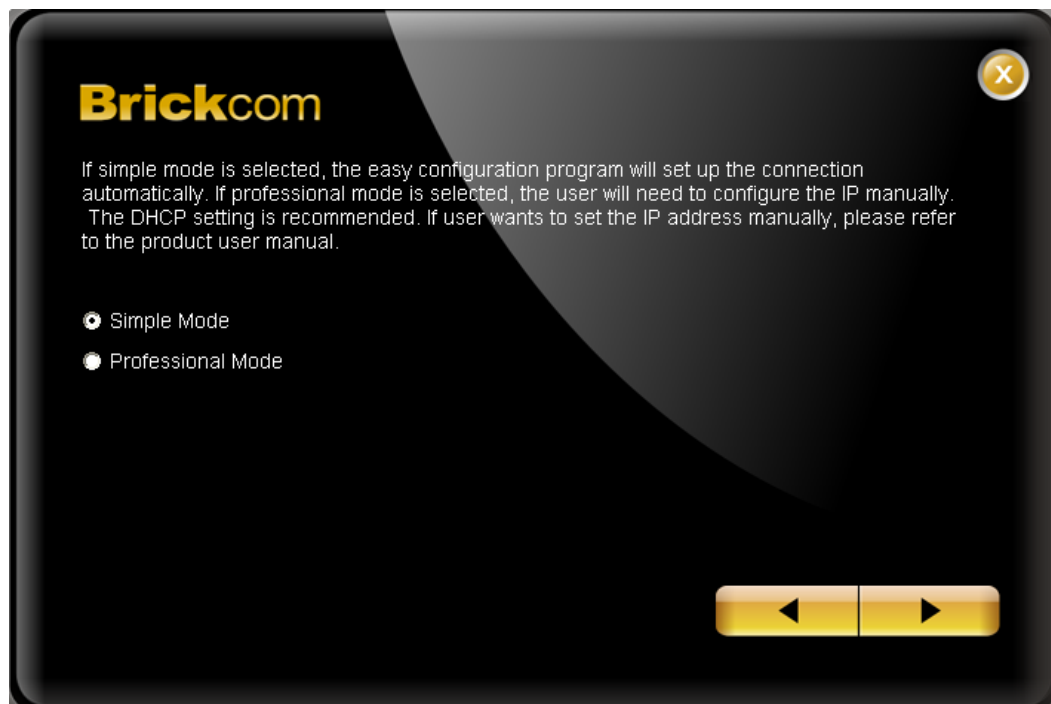 Brickcom
X
If simple mode is selected, the easy configuration program will set up the connection
automatically. If professional mode is selected, the user will need to configure the IP manually.
The DHCP setting is recommended. If user wants to set the IP address manually, please refer
to the product user manual.
Simple Mode
Professional Mode